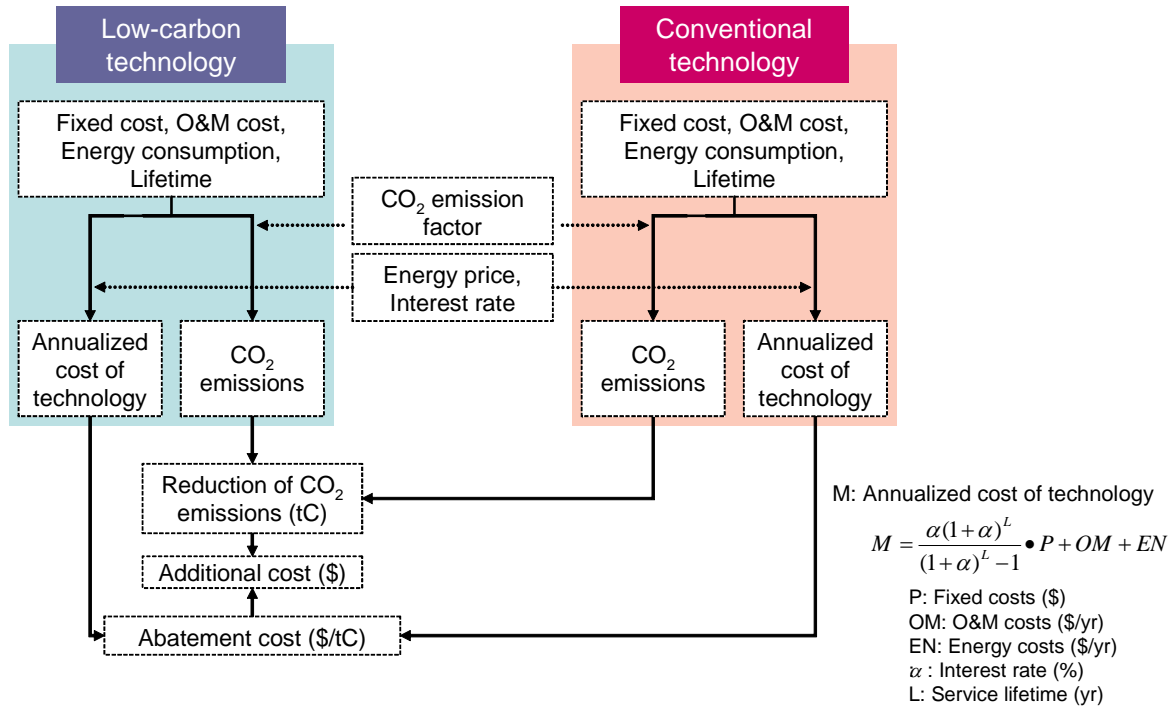 Low-carbon
technology
Conventional
technology
Fixed cost, O&M cost,
Energy consumption,
Lifetime
Fixed cost, O&M cost,
Energy consumption,
Lifetime
CO₂ emission
factor
Energy price,
Interest rate
Annualized
cost of
technology
CO₂
emissions
CO₂
emissions
Annualized
cost of
technology
Reduction of CO₂
emissions (tC)
Additional cost ($)
Abatement cost ($/tC)
M: Annualized cost of technology
M = α(1+α)^L / ((1+α)^L −1) • P + OM + EN
P: Fixed costs ($)
OM: O&M costs ($/yr)
EN: Energy costs ($/yr)
α : Interest rate (%)
L: Service lifetime (yr)